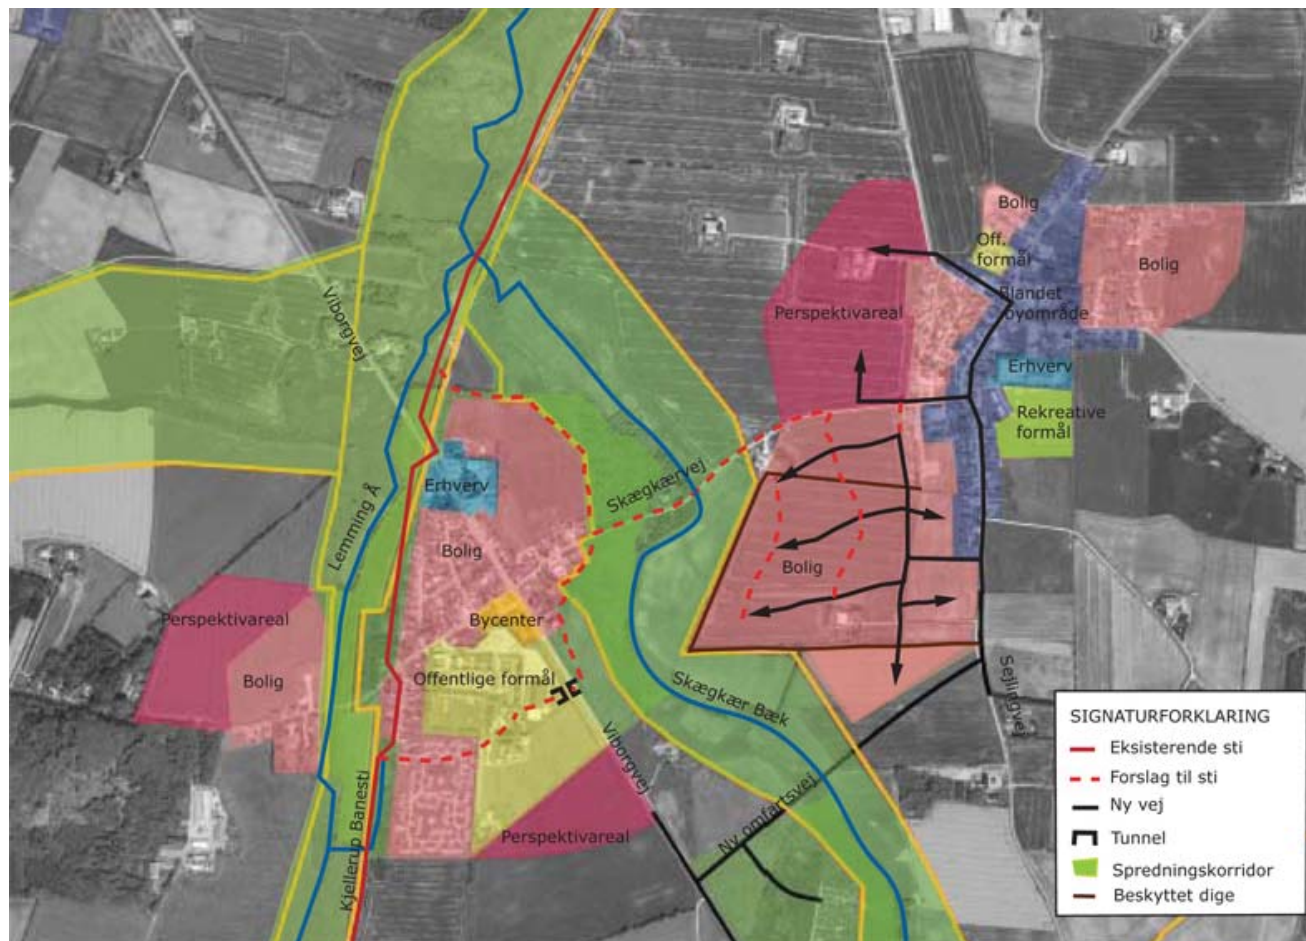 Bolig
Off.
formål
Bolig
Viborgvej
Perspektivareal
Blandet
byområde
Erhverv
Rekreative
formål
Skægkærvej
Erhverv
Lemming Å
Bolig
Bolig
Perspektivareal
Bycenter
Bolig
Offentlige formål
Skægkær Bæk
Sejlingvej
Viborgvej
Ny omfartsvej
Kjellerup Banesti
Perspektivareal
SIGNATURFORKLARING
Eksisterende sti
Forslag til sti
Ny vej
Tunnel
Spredningskorridor
Beskyttet dige